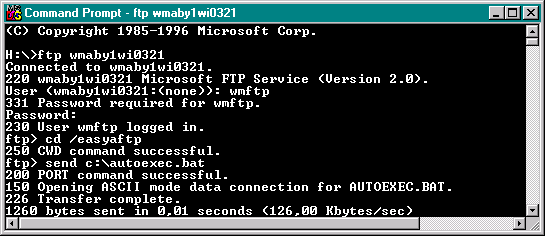 Command Prompt - ftp wmaby1wi0321
(C) Copyright 1985-1996 Microsoft Corp.
H:\>ftp wmaby1wi0321
Connected to wmaby1wi0321.
220 wmaby1wi0321 Microsoft FTP Service (Version 2.0).
User (wmaby1wi0321:(none)): wmftp
331 Password required for wmftp.
Password:
230 User wmftp logged in.
ftp> cd /easyaftp
250 CWD command successful.
ftp> send c:\autoexec.bat
200 PORT command successful.
150 Opening ASCII mode data connection for AUTOEXEC.BAT.
226 Transfer complete.
1260 bytes sent in 0,01 seconds (126,00 Kbytes/sec)